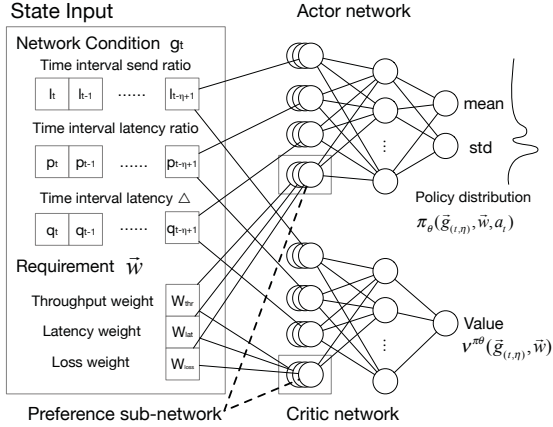 State Input
Actor network
Network Condition gt
Time interval send ratio
lt lt-1 ...... lt-η+1
Time interval latency ratio
pt pt-1 ...... pt-η+1
Time interval latency △
qt qt-1 ...... qt-η+1
Requirement w⃗
Throughput weight Wthr
Latency weight Wlat
Loss weight Wloss
Preference sub-network
mean
std
Policy distribution
πθ(g⃗(t,η),w⃗,at)
Value
vπθ(g⃗(t,η),w⃗)
Critic network